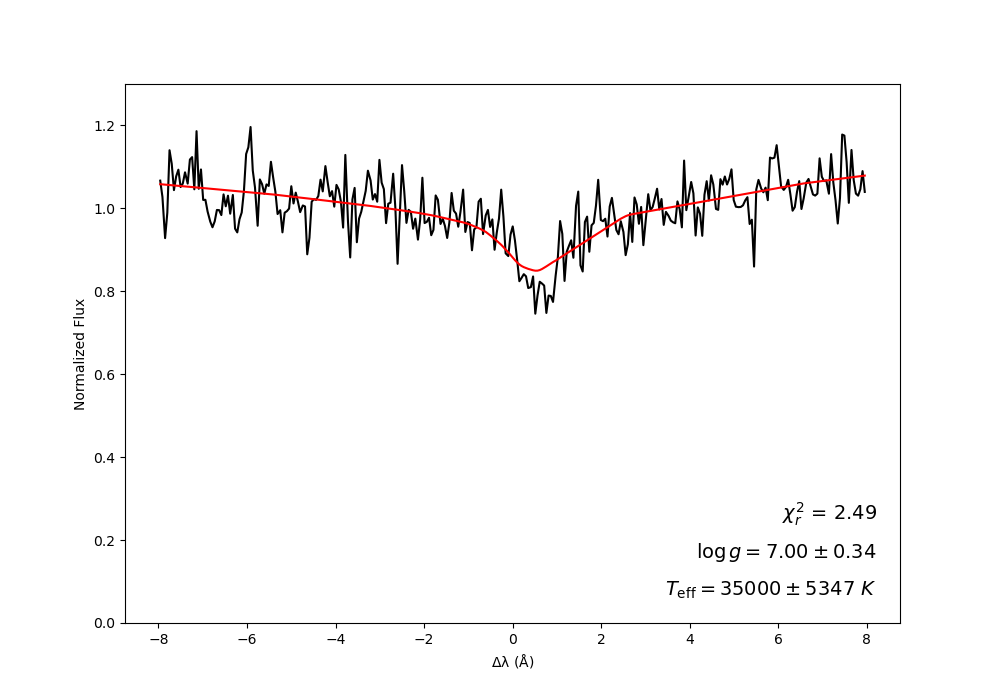 1.2
1.0
0.8
0.6
0.4
0.2
0.0
Normalized Flux
χ²ᵣ = 2.49
log g = 7.00 ± 0.34
T_eff = 35000 ± 5347 K
−8 −6 −4 −2 0 2 4 6 8
Δλ (Å)